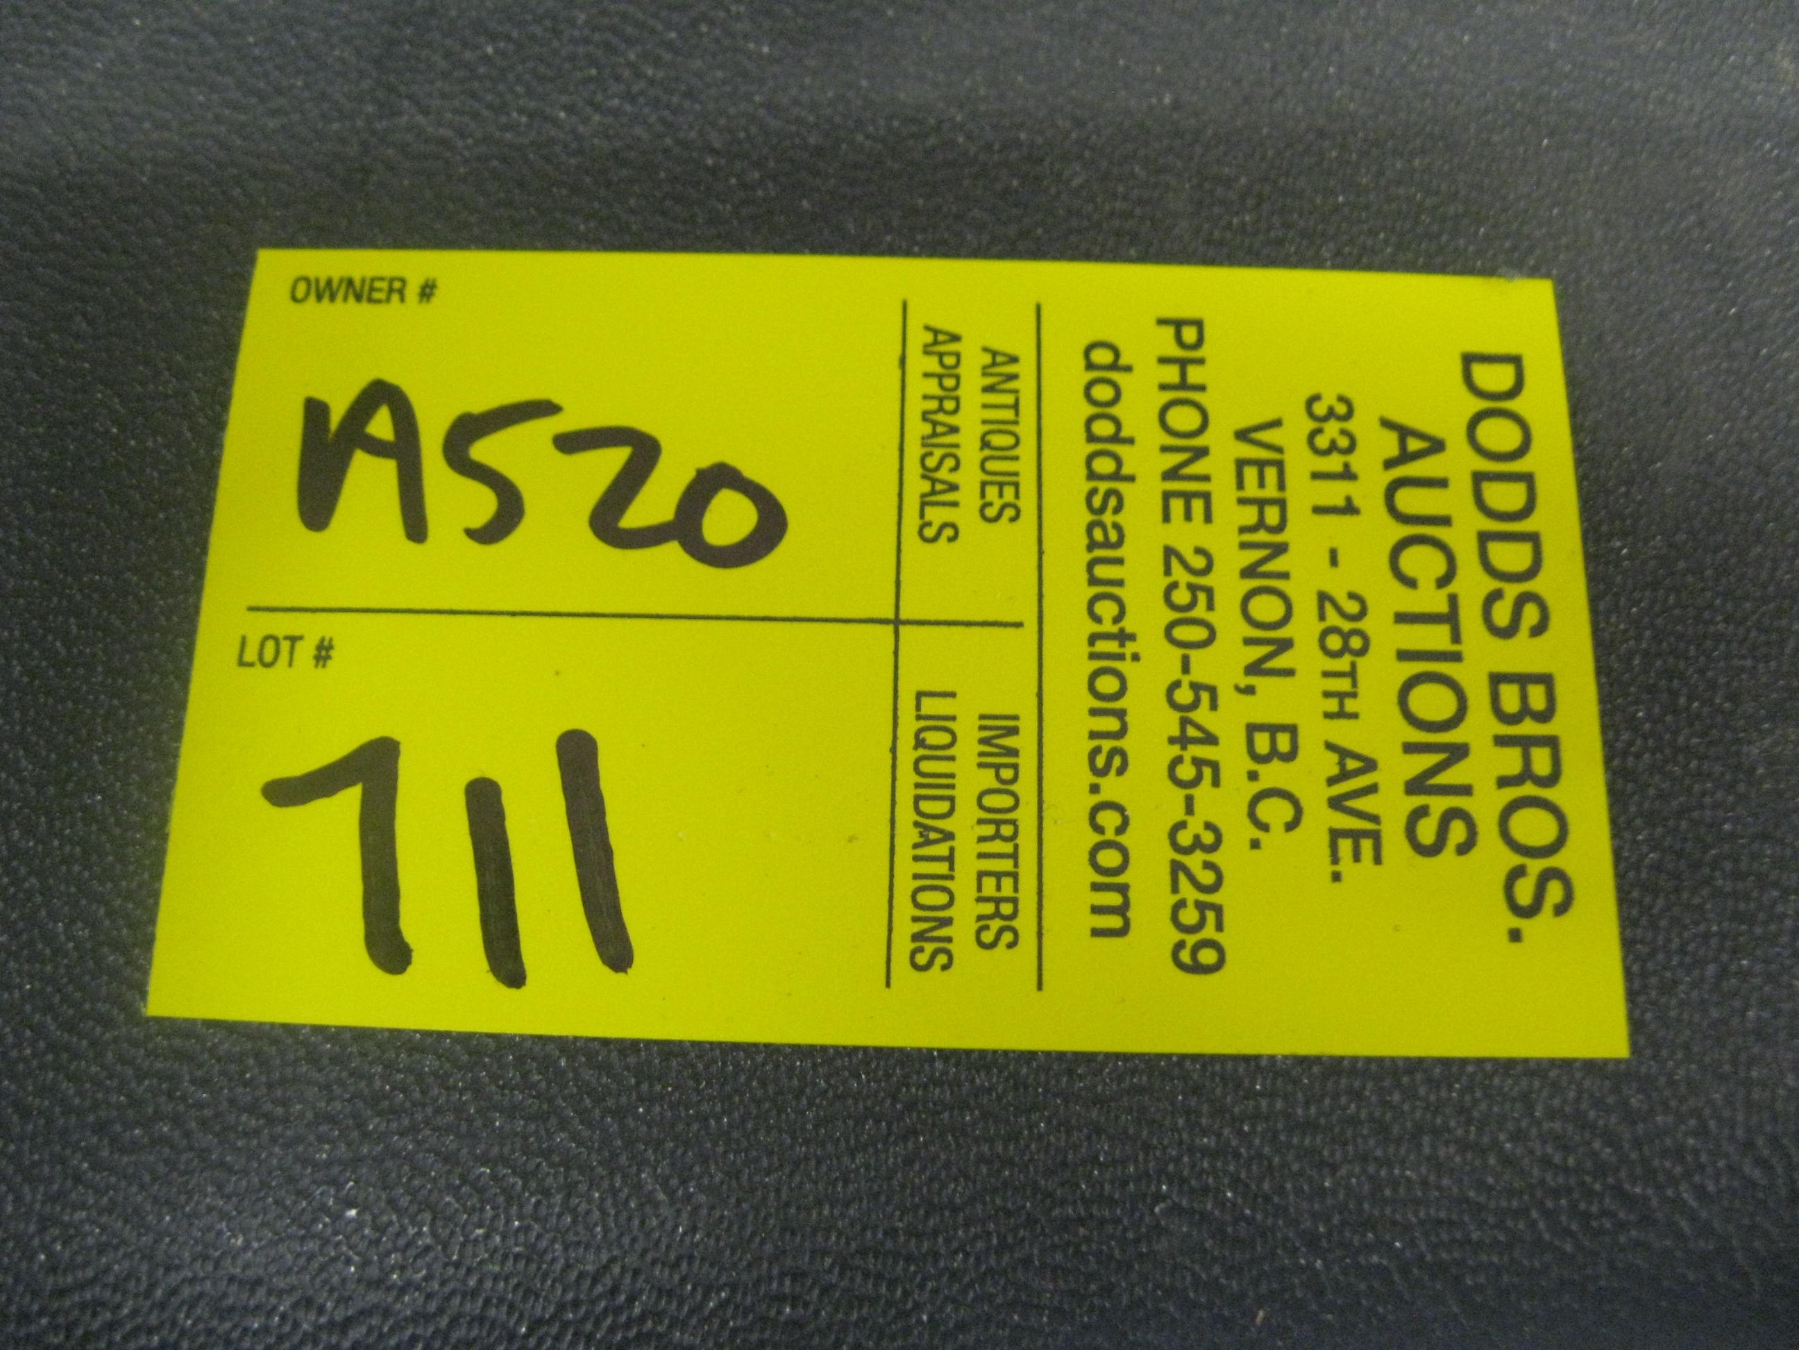 DODDS BROS.
AUCTIONS
3311 - 28TH AVE.
VERNON, B.C.
PHONE 250-545-3259
doddsauctions.com
ANTIQUES
APPRAISALS
IMPORTERS
LIQUIDATIONS
OWNER #
A520
LOT #
711